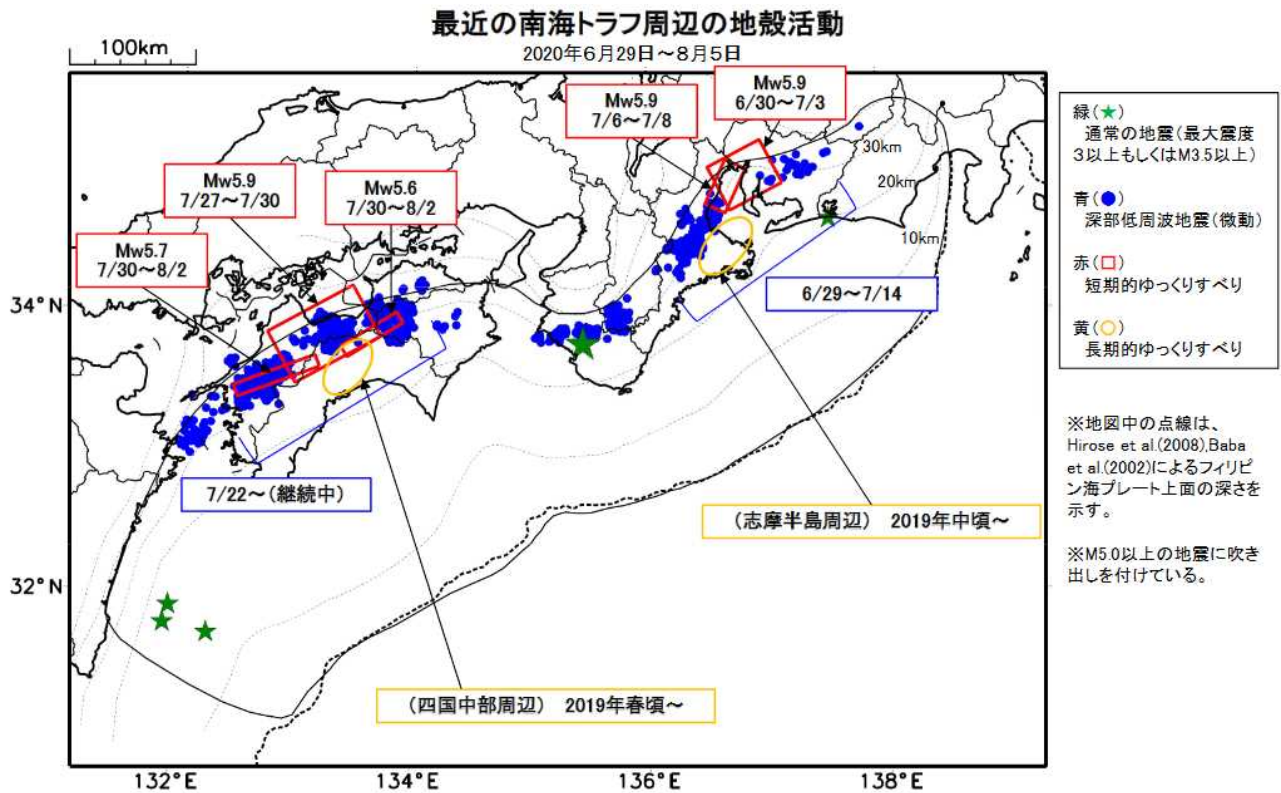 最近の南海トラフ周辺の地殻活動
2020年6月29日～8月5日
100km
Mw5.9
6/30～7/3
Mw5.9
7/6～7/8
Mw5.9
7/27～7/30
Mw5.6
7/30～8/2
Mw5.7
7/30～8/2
30km
20km
10km
6/29～7/14
7/22～(継続中)
(志摩半島周辺) 2019年中頃～
(四国中部周辺) 2019年春頃～
34°N
32°N
132°E
134°E
136°E
138°E
緑(★)
通常の地震(最大震度
3以上もしくはM3.5以上)
青(●)
深部低周波地震(微動)
赤(□)
短期的ゆっくりすべり
黄(○)
長期的ゆっくりすべり
※地図中の点線は、
Hirose et al.(2008),Baba
et al.(2002)によるフィリピ
ン海プレート上面の深さを
示す。
※M5.0以上の地震に吹き
出しを付けている。